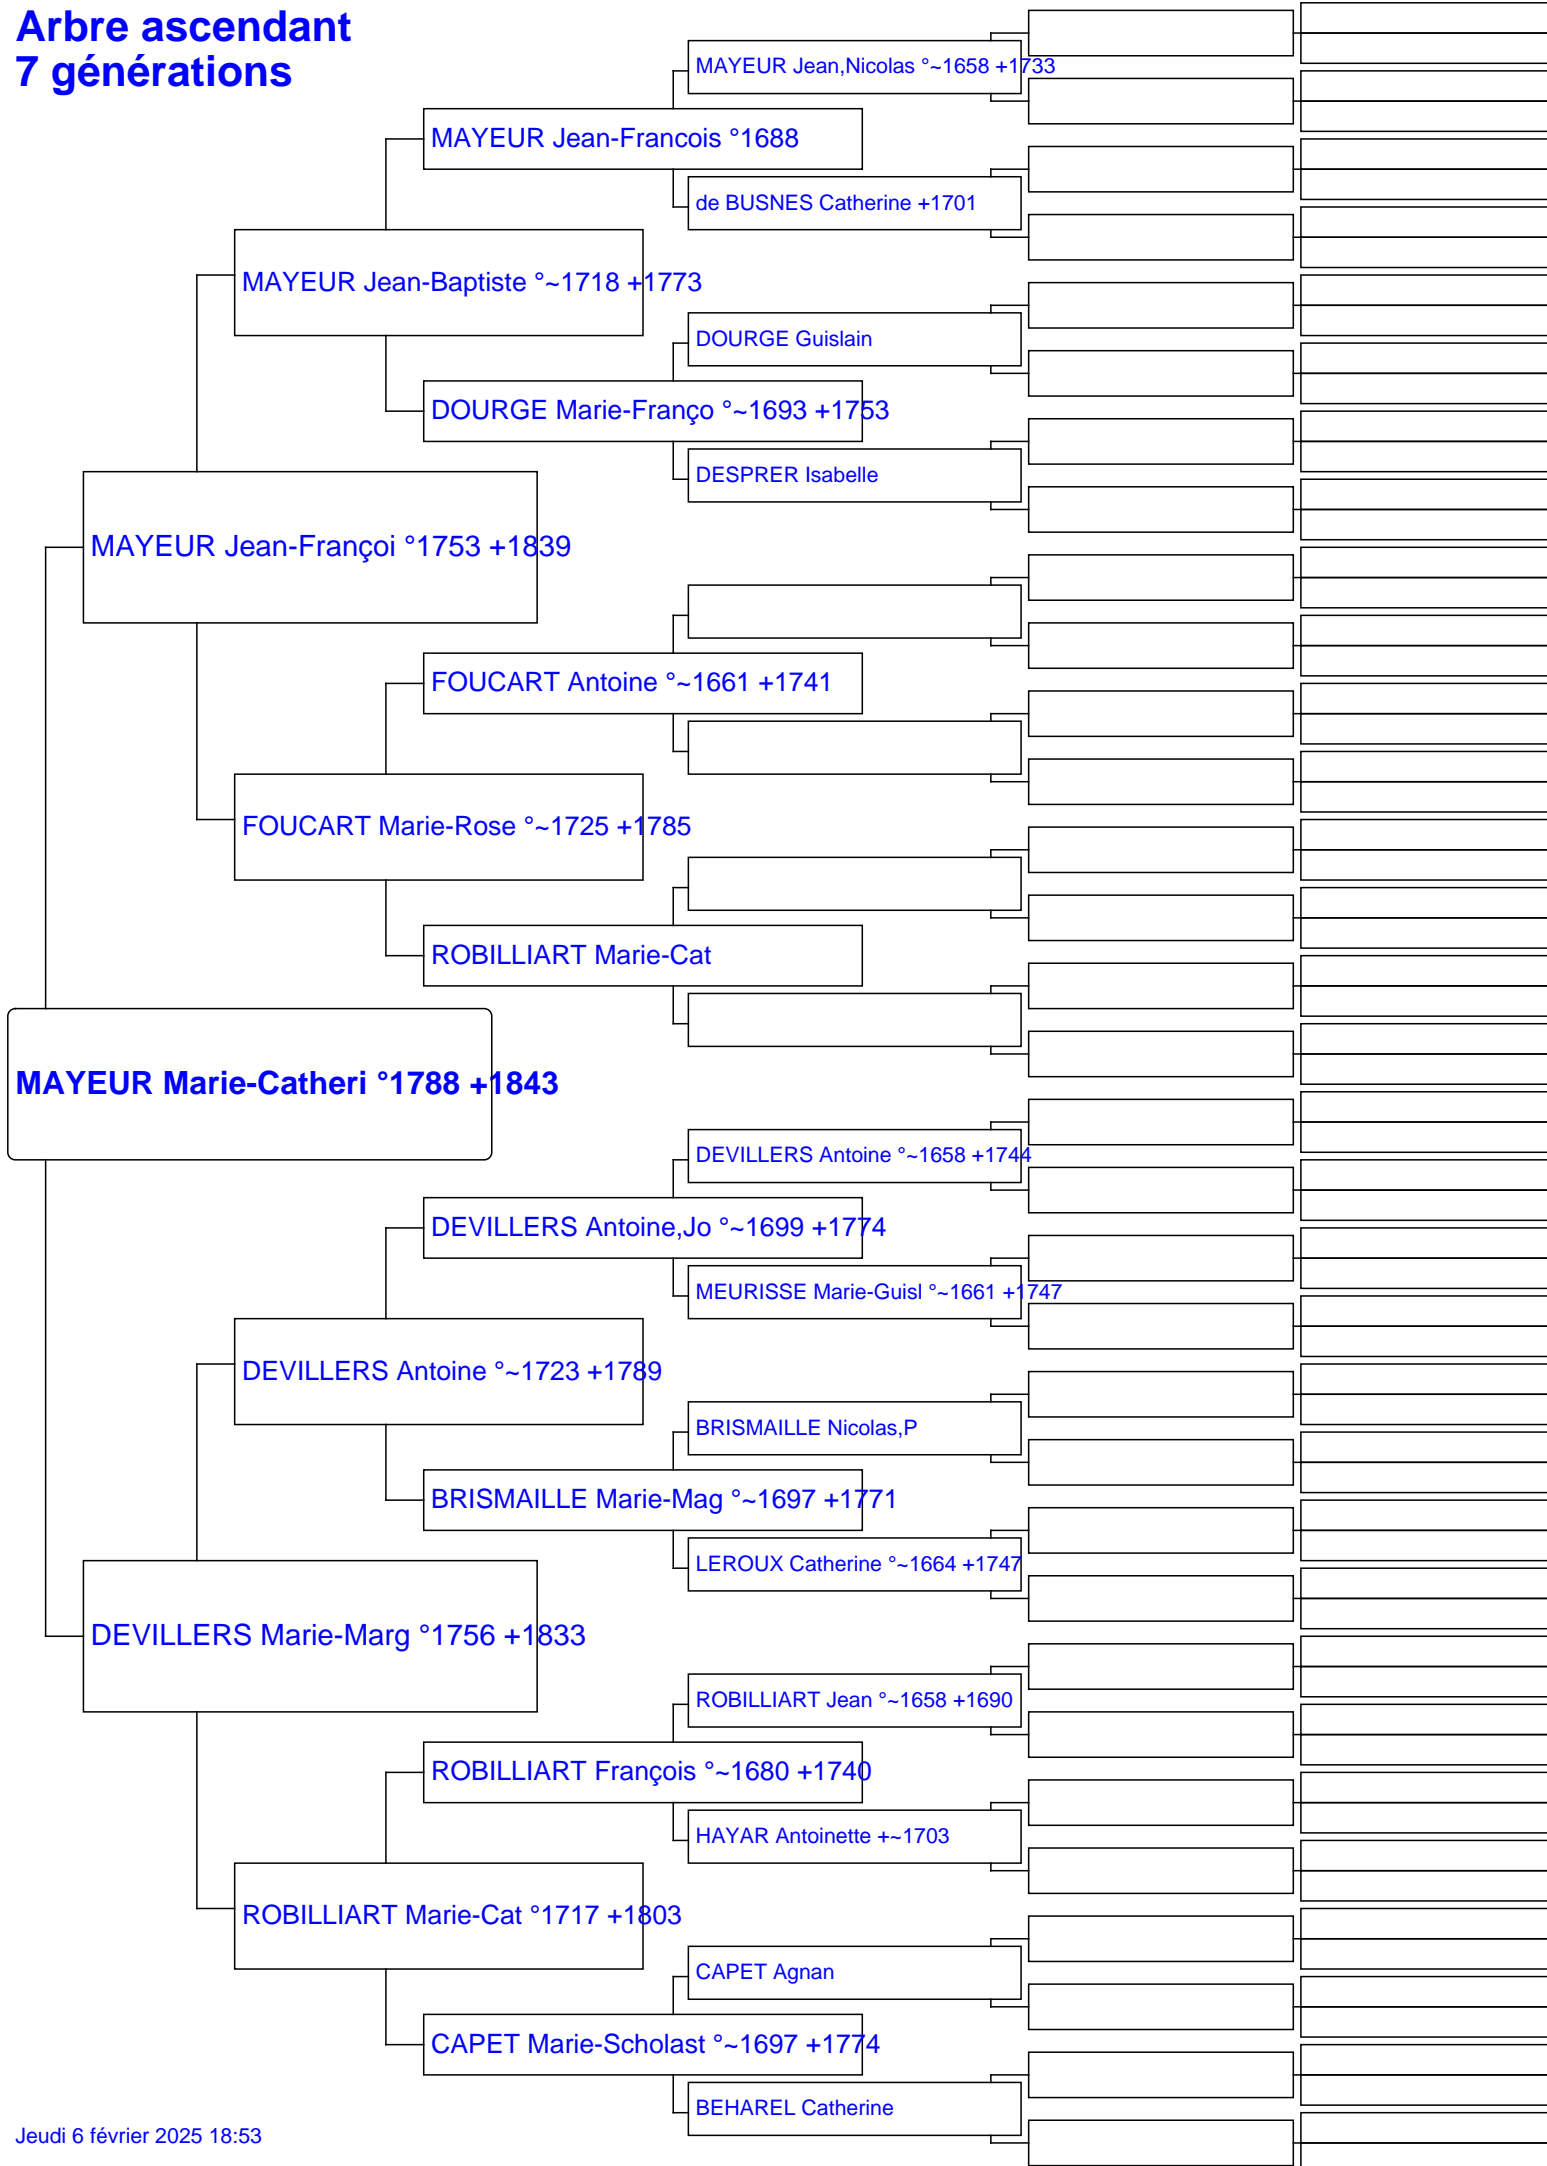 Arbre ascendant
7 générations
MAYEUR Jean,Nicolas °~1658 +1733
MAYEUR Jean-Francois °1688
de BUSNES Catherine +1701
MAYEUR Jean-Baptiste °~1718 +1773
DOURGE Guislain
DOURGE Marie-Franço °~1693 +1753
DESPRER Isabelle
MAYEUR Jean-Françoi °1753 +1839
FOUCART Antoine °~1661 +1741
FOUCART Marie-Rose °~1725 +1785
ROBILLIART Marie-Cat
MAYEUR Marie-Catheri °1788 +1843
DEVILLERS Antoine °~1658 +1744
DEVILLERS Antoine,Jo °~1699 +1774
MEURISSE Marie-Guisl °~1661 +1747
DEVILLERS Antoine °~1723 +1789
BRISMAILLE Nicolas,P
BRISMAILLE Marie-Mag °~1697 +1771
LEROUX Catherine °~1664 +1747
DEVILLERS Marie-Marg °1756 +1833
ROBILLIART Jean °~1658 +1690
ROBILLIART François °~1680 +1740
HAYAR Antoinette +~1703
ROBILLIART Marie-Cat °1717 +1803
CAPET Agnan
CAPET Marie-Scholast °~1697 +1774
BEHAREL Catherine
Jeudi 6 février 2025 18:53